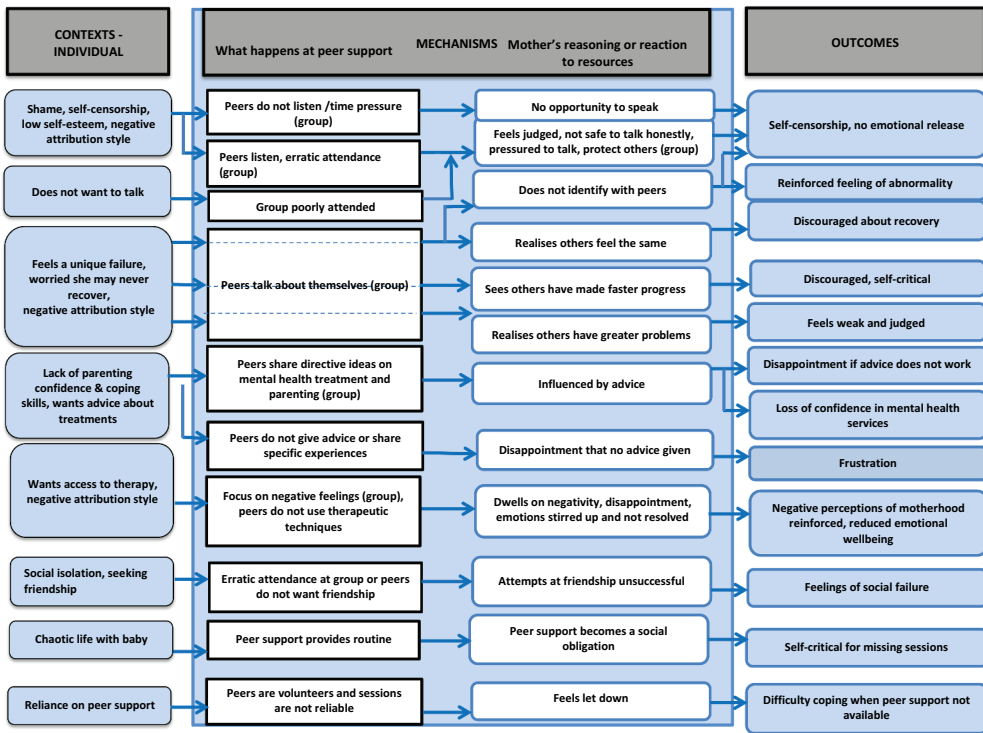 CONTEXTS -
INDIVIDUAL
What happens at peer support
MECHANISMS
Mother's reasoning or reaction
to resources
OUTCOMES
Shame, self-censorship,
low self-esteem, negative
attribution style
Does not want to talk
Feels a unique failure,
worried she may never
recover,
negative attribution style
Lack of parenting
confidence & coping
skills, wants advice about
treatments
Wants access to therapy,
negative attribution style
Social isolation, seeking
friendship
Chaotic life with baby
Reliance on peer support
Peers do not listen /time pressure
(group)
Peers listen, erratic attendance
(group)
Group poorly attended
Peers talk about themselves (group)
Peers share directive ideas on
mental health treatment and
parenting (group)
Peers do not give advice or share
specific experiences
Focus on negative feelings (group),
peers do not use therapeutic
techniques
Erratic attendance at group or peers
do not want friendship
Peer support provides routine
Peers are volunteers and sessions
are not reliable
No opportunity to speak
Feels judged, not safe to talk honestly,
pressured to talk, protect others (group)
Does not identify with peers
Realises others feel the same
Sees others have made faster progress
Realises others have greater problems
Influenced by advice
Disappointment that no advice given
Dwells on negativity, disappointment,
emotions stirred up and not resolved
Attempts at friendship unsuccessful
Peer support becomes a social
obligation
Feels let down
Self-censorship, no emotional release
Reinforced feeling of abnormality
Discouraged about recovery
Discouraged, self-critical
Feels weak and judged
Disappointment if advice does not work
Loss of confidence in mental health
services
Frustration
Negative perceptions of motherhood
reinforced, reduced emotional
wellbeing
Feelings of social failure
Self-critical for missing sessions
Difficulty coping when peer support not
available